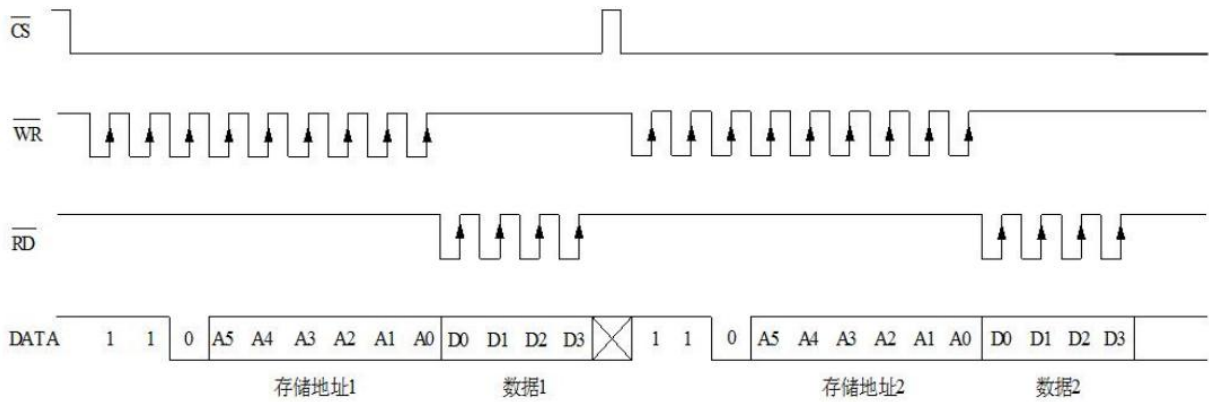 CS
WR
RD
DATA 1 1 0 A5 A4 A3 A2 A1 A0 D0 D1 D2 D3 1 1 0 A5 A4 A3 A2 A1 A0 D0 D1 D2 D3
存储地址1 数据1 存储地址2 数据2